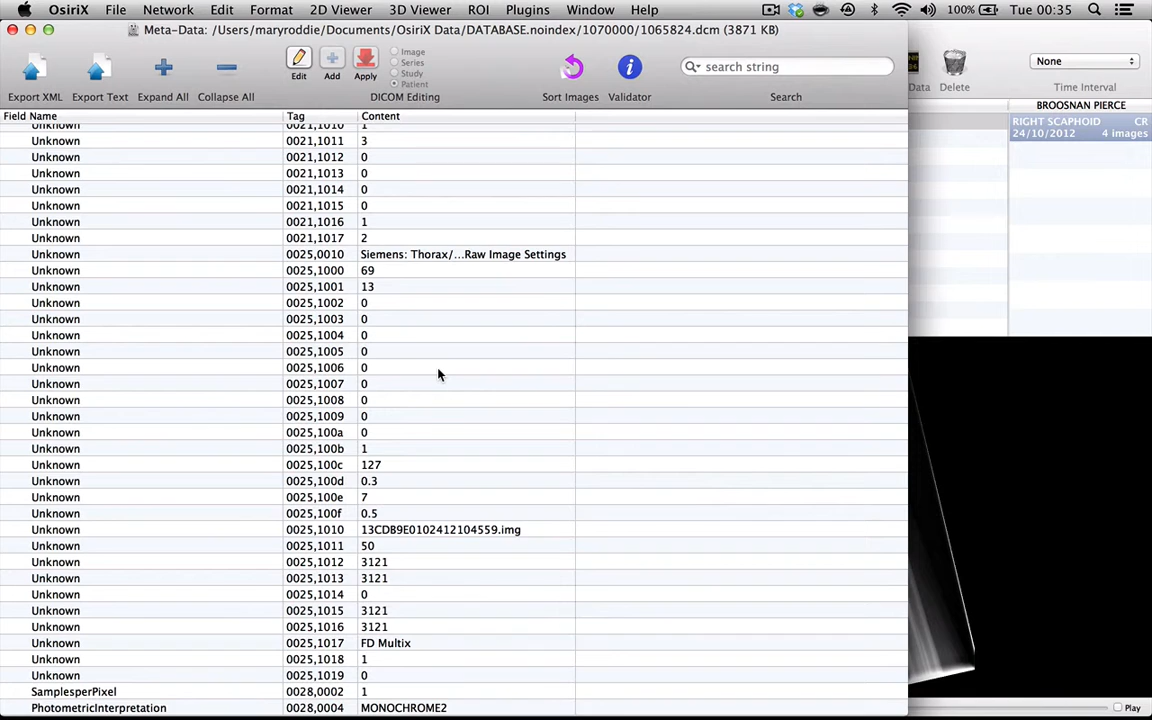 OsiriX File Network Edit Format 2D Viewer 3D Viewer ROI Plugins Window Help 100% Tue 00:35
Meta-Data: /Users/maryroddie/Documents/OsiriX Data/DATABASE.noindex/1070000/1065824.dcm (3871 KB)
Image
Series
Study
Patient
search string
None
Export XML Export Text Expand All Collapse All Edit Add Apply DICOM Editing Sort Images Validator Search Data Delete Time Interval
Field Name Tag Content
BROOSNAN PIERCE
RIGHT SCAPHOID CR
24/10/2012 4 images
Unknown 0021,1010 1
Unknown 0021,1011 3
Unknown 0021,1012 0
Unknown 0021,1013 0
Unknown 0021,1014 0
Unknown 0021,1015 0
Unknown 0021,1016 1
Unknown 0021,1017 2
Unknown 0025,0010 Siemens: Thorax/...Raw Image Settings
Unknown 0025,1000 69
Unknown 0025,1001 13
Unknown 0025,1002 0
Unknown 0025,1003 0
Unknown 0025,1004 0
Unknown 0025,1005 0
Unknown 0025,1006 0
Unknown 0025,1007 0
Unknown 0025,1008 0
Unknown 0025,1009 0
Unknown 0025,100a 0
Unknown 0025,100b 1
Unknown 0025,100c 127
Unknown 0025,100d 0.3
Unknown 0025,100e 7
Unknown 0025,100f 0.5
Unknown 0025,1010 13CDB9E0102412104559.img
Unknown 0025,1011 50
Unknown 0025,1012 3121
Unknown 0025,1013 3121
Unknown 0025,1014 0
Unknown 0025,1015 3121
Unknown 0025,1016 3121
Unknown 0025,1017 FD Multix
Unknown 0025,1018 1
Unknown 0025,1019 0
SamplesperPixel 0028,0002 1
PhotometricInterpretation 0028,0004 MONOCHROME2
Play